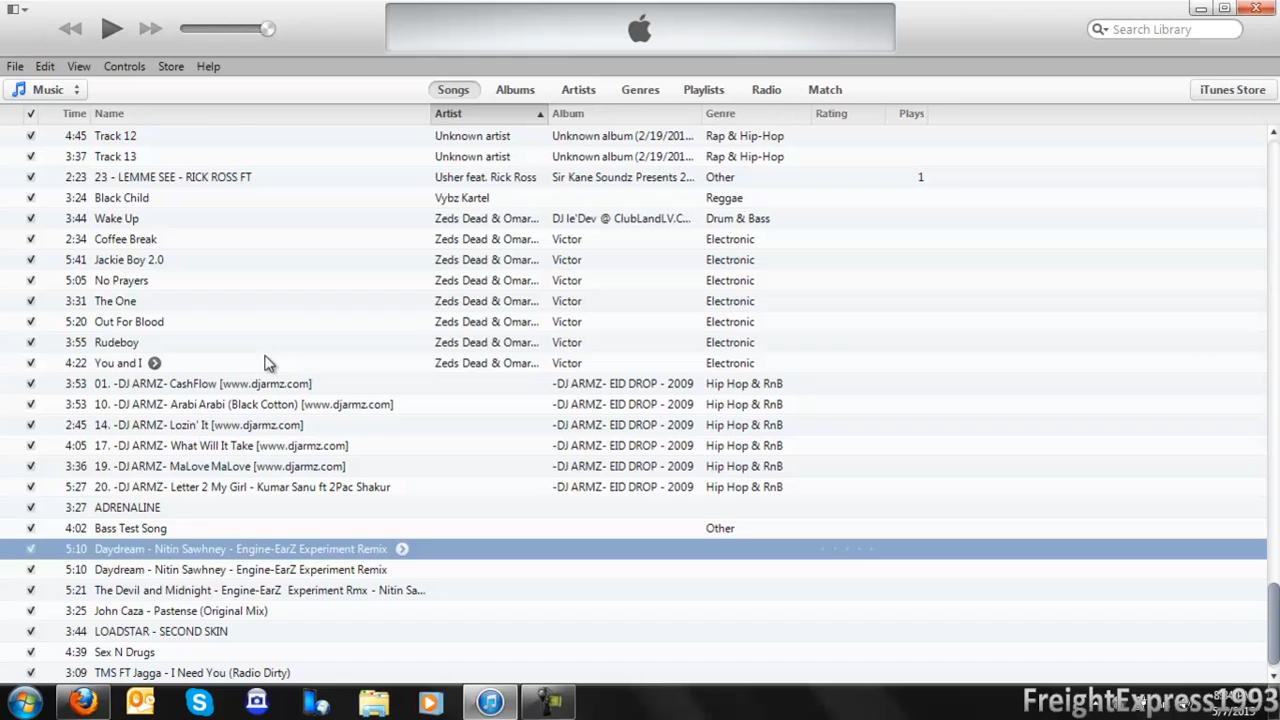 Search Library
File Edit View Controls Store Help
Music Songs Albums Artists Genres Playlists Radio Match iTunes Store
Time Name Artist Album Genre Rating Plays
4:45 Track 12 Unknown artist Unknown album (2/19/201... Rap & Hip-Hop
3:37 Track 13 Unknown artist Unknown album (2/19/201... Rap & Hip-Hop
2:23 23 - LEMME SEE - RICK ROSS FT Usher feat. Rick Ross Sir Kane Soundz Presents 2... Other 1
3:24 Black Child Vybz Kartel Reggae
3:44 Wake Up Zeds Dead & Omar... DJ le'Dev @ ClubLandLV.C... Drum & Bass
2:34 Coffee Break Zeds Dead & Omar... Victor Electronic
5:41 Jackie Boy 2.0 Zeds Dead & Omar... Victor Electronic
5:05 No Prayers Zeds Dead & Omar... Victor Electronic
3:31 The One Zeds Dead & Omar... Victor Electronic
5:20 Out For Blood Zeds Dead & Omar... Victor Electronic
3:55 Rudeboy Zeds Dead & Omar... Victor Electronic
4:22 You and I Zeds Dead & Omar... Victor Electronic
3:53 01. -DJ ARMZ- CashFlow [www.djarmz.com] -DJ ARMZ- EID DROP - 2009 Hip Hop & RnB
3:53 10. -DJ ARMZ- Arabi Arabi (Black Cotton) [www.djarmz.com] -DJ ARMZ- EID DROP - 2009 Hip Hop & RnB
2:45 14. -DJ ARMZ- Lozin' It [www.djarmz.com] -DJ ARMZ- EID DROP - 2009 Hip Hop & RnB
4:05 17. -DJ ARMZ- What Will It Take [www.djarmz.com] -DJ ARMZ- EID DROP - 2009 Hip Hop & RnB
3:36 19. -DJ ARMZ- MaLove MaLove [www.djarmz.com] -DJ ARMZ- EID DROP - 2009 Hip Hop & RnB
5:27 20. -DJ ARMZ- Letter 2 My Girl - Kumar Sanu ft 2Pac Shakur -DJ ARMZ- EID DROP - 2009 Hip Hop & RnB
3:27 ADRENALINE
4:02 Bass Test Song Other
5:10 Daydream - Nitin Sawhney - Engine-EarZ Experiment Remix
5:10 Daydream - Nitin Sawhney - Engine-EarZ Experiment Remix
5:21 The Devil and Midnight - Engine-EarZ Experiment Rmx - Nitin Sa...
3:25 John Caza - Pastense (Original Mix)
3:44 LOADSTAR - SECOND SKIN
4:39 Sex N Drugs
3:09 TMS FT Jagga - I Need You (Radio Dirty)
FreightExpress1993